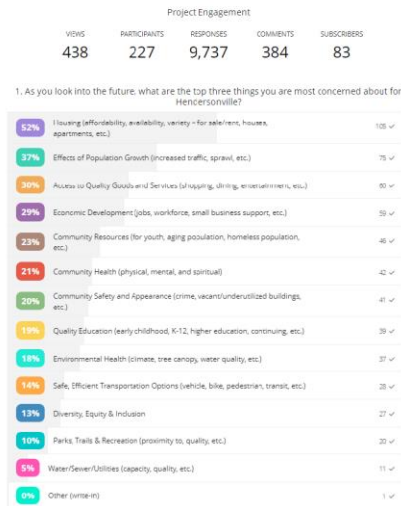 Project Engagement
VIEWS PARTICIPANTS RESPONSES COMMENTS SUBSCRIBERS
438 227 9,737 384 83
1. As you look into the future, what are the top three things you are most concerned about for
Hencersonville?
52% Housing (affordability, availability, variety – for sale/rent, houses, 105 ✓
apartments, etc.)
37% Effects of Population Growth (increased traffic, sprawl, etc.) 75 ✓
30% Access to Quality Goods and Services (shopping, dining, entertainment, etc.) 60 ✓
29% Economic Development (jobs, workforce, small business support, etc.) 59 ✓
23% Community Resources (for youth, aging population, homeless population, 46 ✓
etc.)
21% Community Health (physical, mental, and spiritual) 42 ✓
20% Community Safety and Appearance (crime, vacant/underutilized buildings, 41 ✓
etc.)
19% Quality Education (early childhood, K-12, higher education, continuing, etc.) 39 ✓
18% Environmental Health (climate, tree canopy, water quality, etc.) 37 ✓
14% Safe, Efficient Transportation Options (vehicle, bike, pedestrian, transit, etc.) 28 ✓
13% Diversity, Equity & Inclusion 27 ✓
10% Parks, Trails & Recreation (proximity to, quality, etc.) 20 ✓
5% Water/Sewer/Utilities (capacity, quality, etc.) 11 ✓
0% Other (write-in) 1 ✓